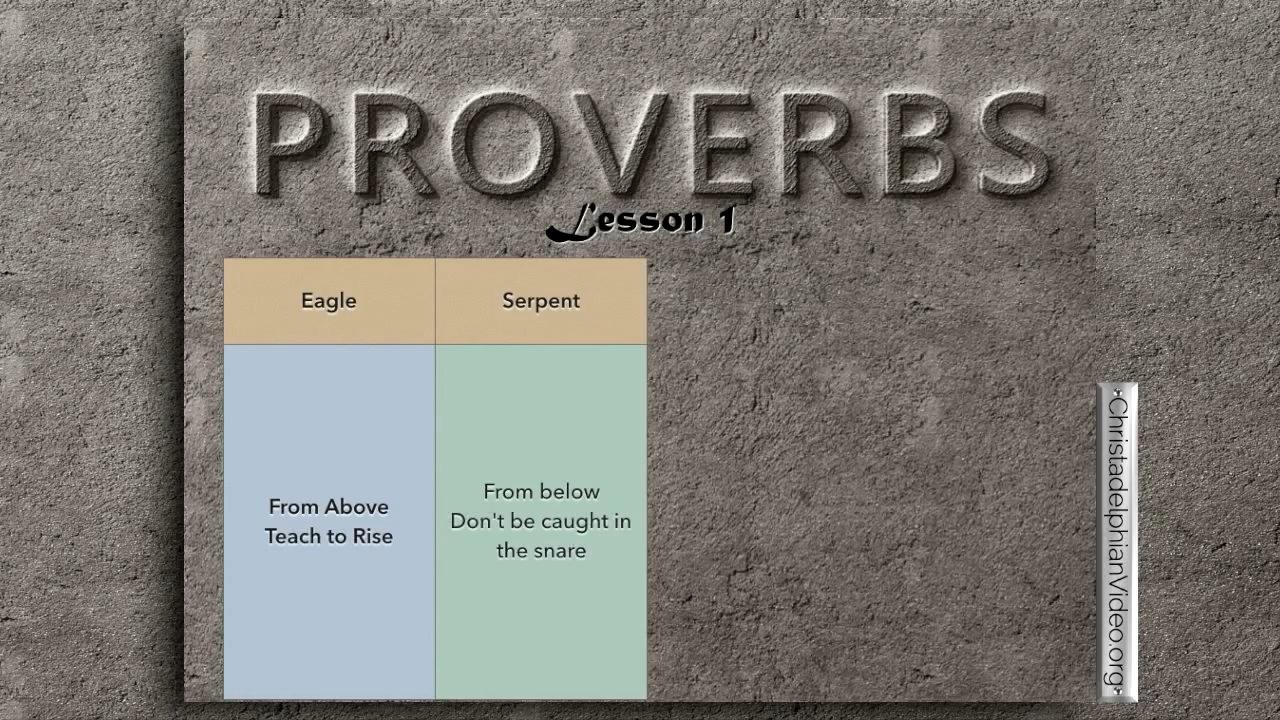 PROVERBS
Lesson 1
Eagle
Serpent
From Above
Teach to Rise
From below
Don't be caught in
the snare
ChristadelphianVideo.org